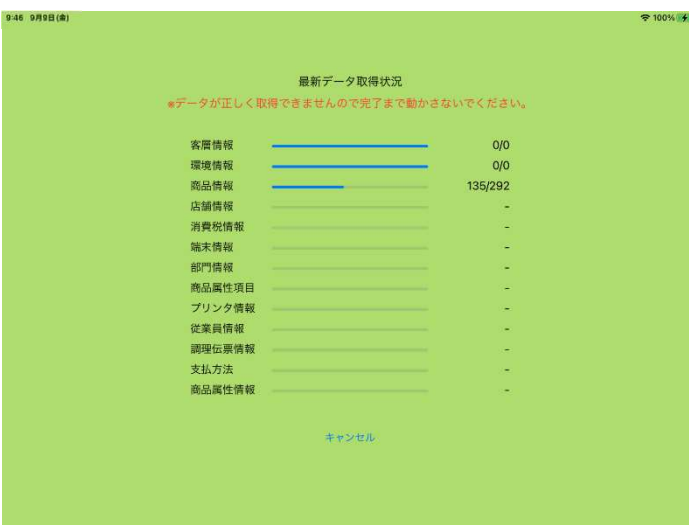 9:46 9月9日(金)
100%
最新データ取得状況
※データが正しく取得できませんので完了まで動かさないでください。
客層情報 0/0
環境情報 0/0
商品情報 135/292
店舗情報 -
消費税情報 -
端末情報 -
部門情報 -
商品属性項目 -
プリンタ情報 -
従業員情報 -
調理伝票情報 -
支払方法 -
商品属性情報 -
キャンセル